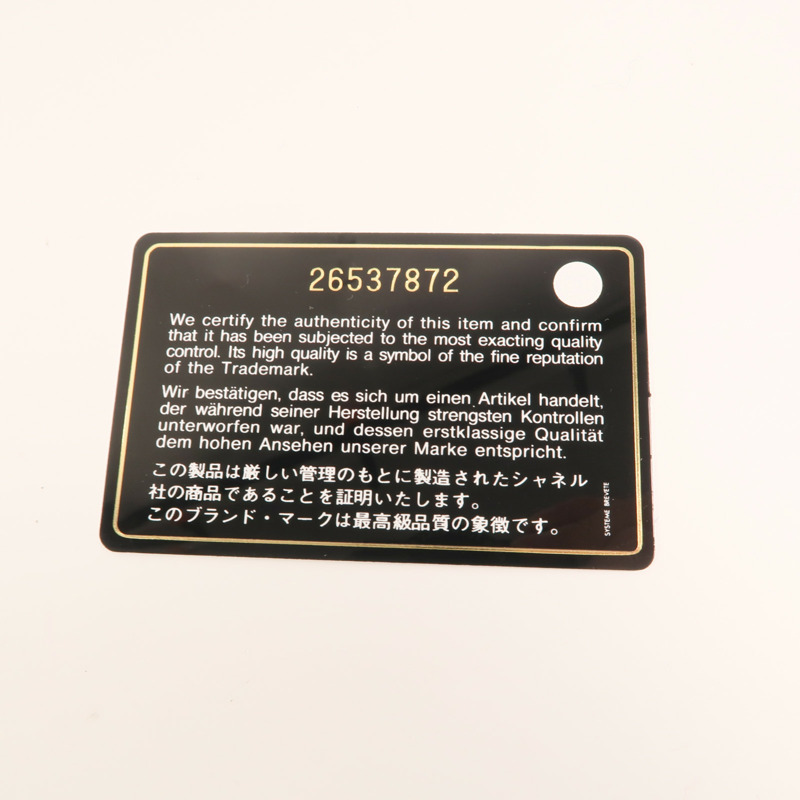 26537872
We certify the authenticity of this item and confirm
that it has been subjected to the most exacting quality
control. Its high quality is a symbol of the fine reputation
of the Trademark.
Wir bestätigen, dass es sich um einen Artikel handelt,
der während seiner Herstellung strengsten Kontrollen
unterworfen war, und dessen erstklassige Qualität
dem hohen Ansehen unserer Marke entspricht.
この製品は厳しい管理のもとに製造されたシャネル
社の商品であることを証明いたします。
このブランド・マークは最高級品質の象徴です。
SYSTEME BREVETE